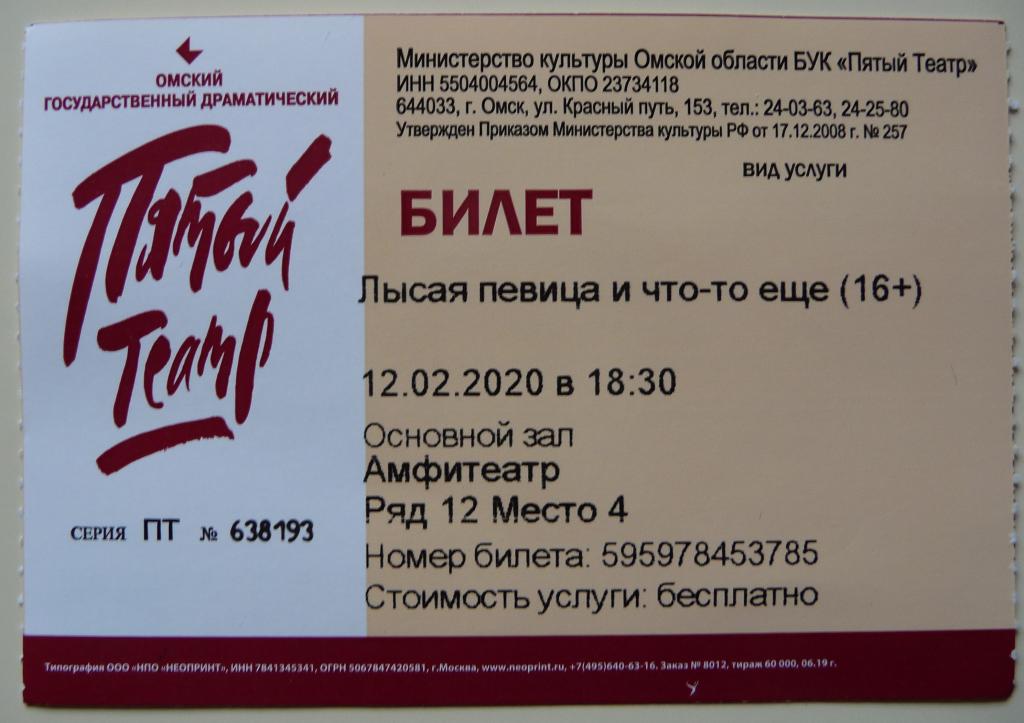 ОМСКИЙ
ГОСУДАРСТВЕННЫЙ ДРАМАТИЧЕСКИЙ
Пятый
Театр
СЕРИЯ ПТ № 638193
Министерство культуры Омской области БУК «Пятый Театр»
ИНН 5504004564, ОКПО 23734118
644033, г. Омск, ул. Красный путь, 153, тел.: 24-03-63, 24-25-80
Утвержден Приказом Министерства культуры РФ от 17.12.2008 г. № 257
вид услуги
БИЛЕТ
Лысая певица и что-то еще (16+)
12.02.2020 в 18:30
Основной зал
Амфитеатр
Ряд 12 Место 4
Номер билета: 595978453785
Стоимость услуги: бесплатно
Типография ООО «НПО «НЕОПРИНТ», ИНН 7841345341, ОГРН 5067847420581, г.Москва, www.neoprint.ru, +7(495)640-63-16. Заказ № 8012, тираж 60 000, 06.19 г.